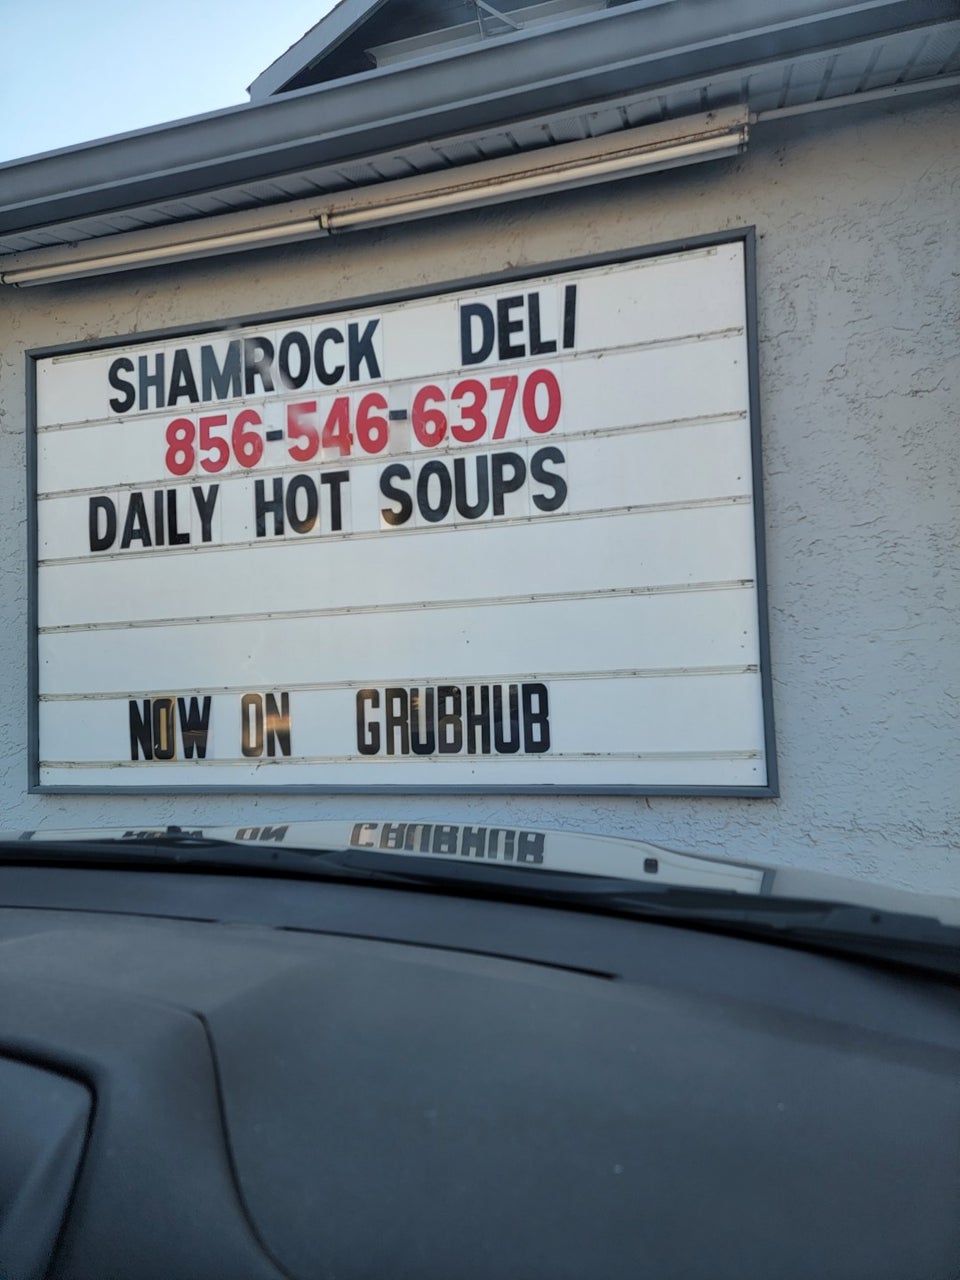 SHAMROCK DELI
856-546-6370
DAILY HOT SOUPS
NOW ON GRUBHUB